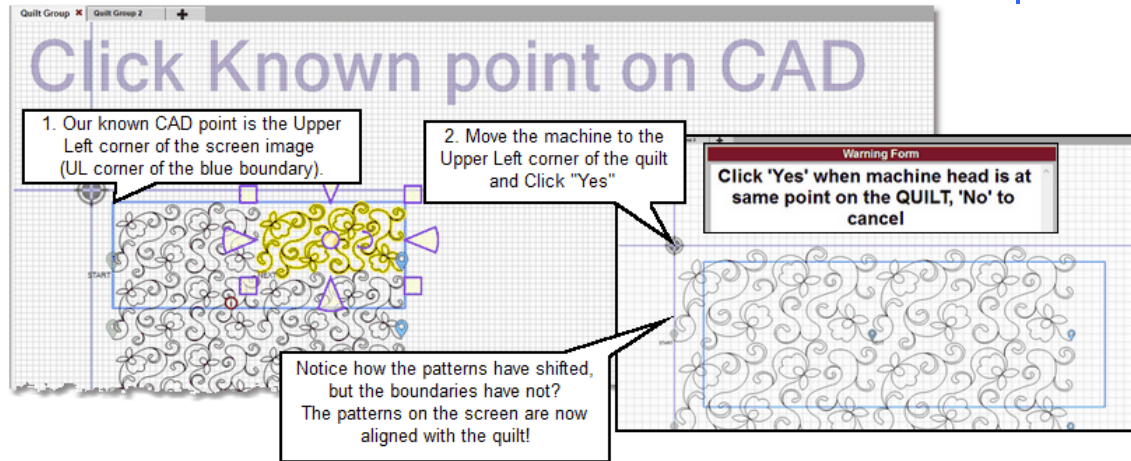 Quilt Group
Quilt Group 2
Click Known point on CAD
1. Our known CAD point is the Upper
Left corner of the screen image
(UL corner of the blue boundary).
2. Move the machine to the
Upper Left corner of the quilt
and Click "Yes"
Warning Form
Click 'Yes' when machine head is at
same point on the QUILT, 'No' to
cancel
START
NEXT
START
Notice how the patterns have shifted,
but the boundaries have not?
The patterns on the screen are now
aligned with the quilt!